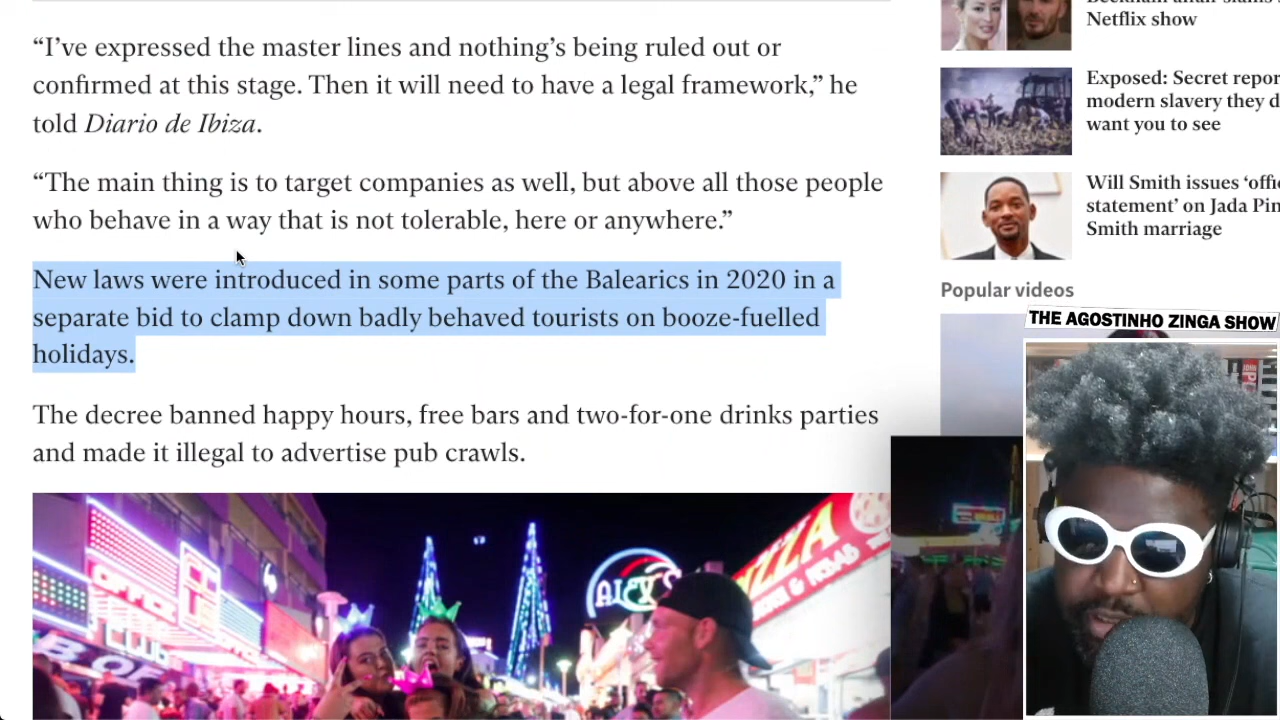 “I’ve expressed the master lines and nothing’s being ruled out or
confirmed at this stage. Then it will need to have a legal framework,” he
told Diario de Ibiza.
“The main thing is to target companies as well, but above all those people
who behave in a way that is not tolerable, here or anywhere.”
New laws were introduced in some parts of the Balearics in 2020 in a
separate bid to clamp down badly behaved tourists on booze-fuelled
holidays.
The decree banned happy hours, free bars and two-for-one drinks parties
and made it illegal to advertise pub crawls.
OFFICE
CLUB
ALEX'S
PIZZA
Netflix show
Exposed: Secret repor
modern slavery they d
want you to see
Will Smith issues ‘offic
statement’ on Jada Pin
Smith marriage
Popular videos
THE AGOSTINHO ZINGA SHOW